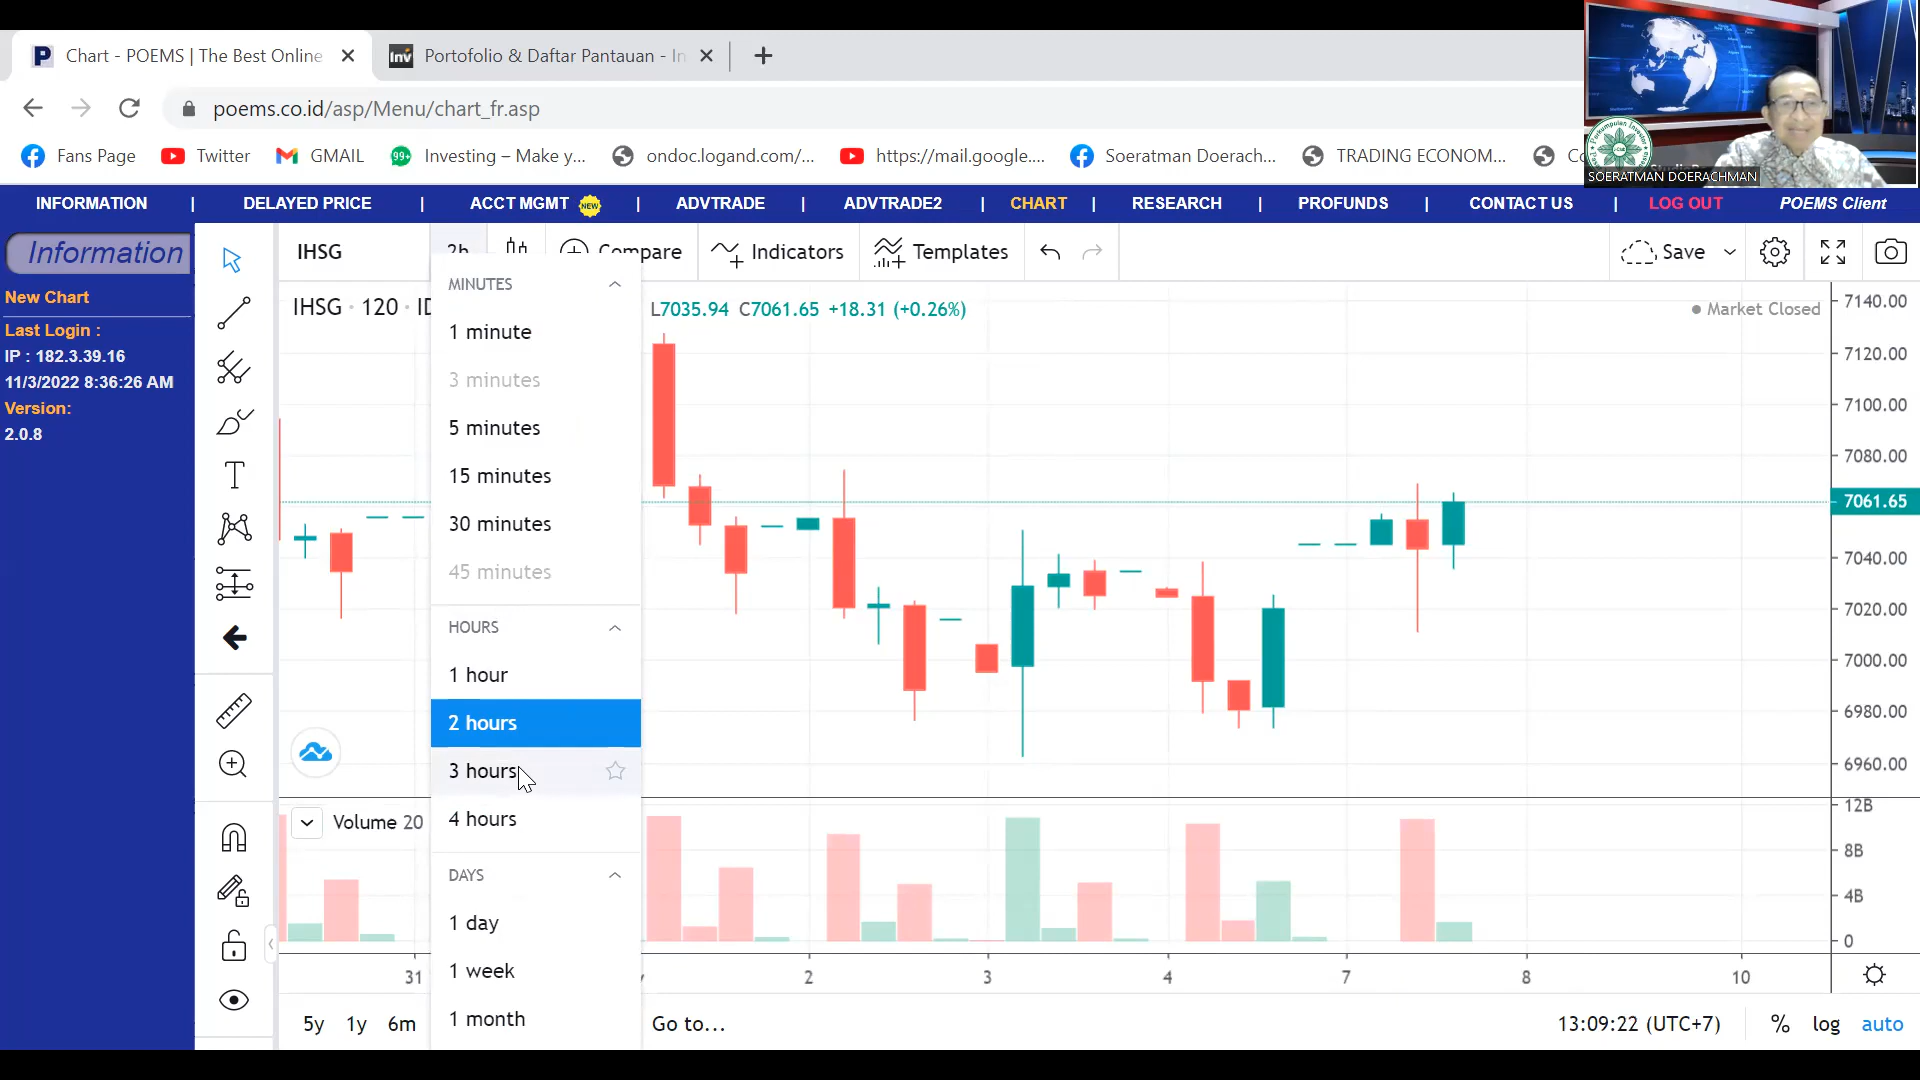 P Chart - POEMS | The Best Online
Inv Portofolio & Daftar Pantauan - In
poems.co.id/asp/Menu/chart_fr.asp
Fans Page Twitter GMAIL 99+ Investing – Make y... ondoc.logand.com/... https://mail.google.... Soeratman Doerach... TRADING ECONOM...
SOERATMAN DOERACHMAN
INFORMATION | DELAYED PRICE | ACCT MGMT NEW | ADVTRADE | ADVTRADE2 | CHART | RESEARCH | PROFUNDS | CONTACT US | LOG OUT POEMS Client
Information
New Chart
Last Login :
IP : 182.3.39.16
11/3/2022 8:36:26 AM
Version:
2.0.8
IHSG 2h Compare Indicators Templates Save
IHSG · 120 · L7035.94 C7061.65 +18.31 (+0.26%) Market Closed
MINUTES
1 minute
3 minutes
5 minutes
15 minutes
30 minutes
45 minutes
HOURS
1 hour
2 hours
3 hours
4 hours
DAYS
1 day
1 week
1 month
7140.00
7120.00
7100.00
7080.00
7061.65
7040.00
7020.00
7000.00
6980.00
6960.00
Volume 20
12B
8B
4B
0
31 2 3 4 7 8 10
5y 1y 6m Go to... 13:09:22 (UTC+7) % log auto